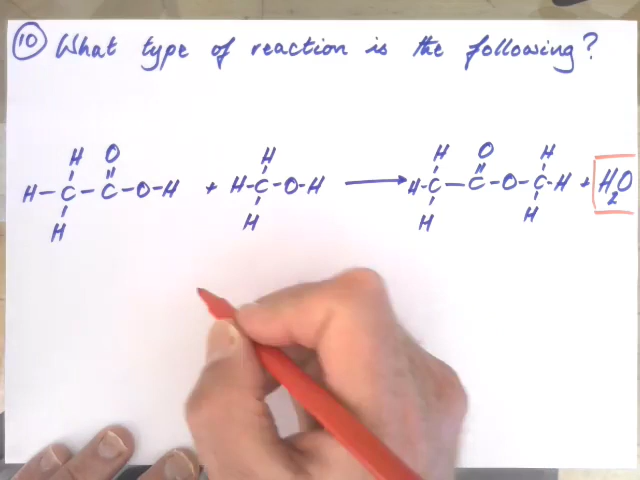 10 What type of reaction is the following?
H O H H O H
H-C-C-O-H + H-C-O-H → H-C-C-O-C-H + H2O
H H H H